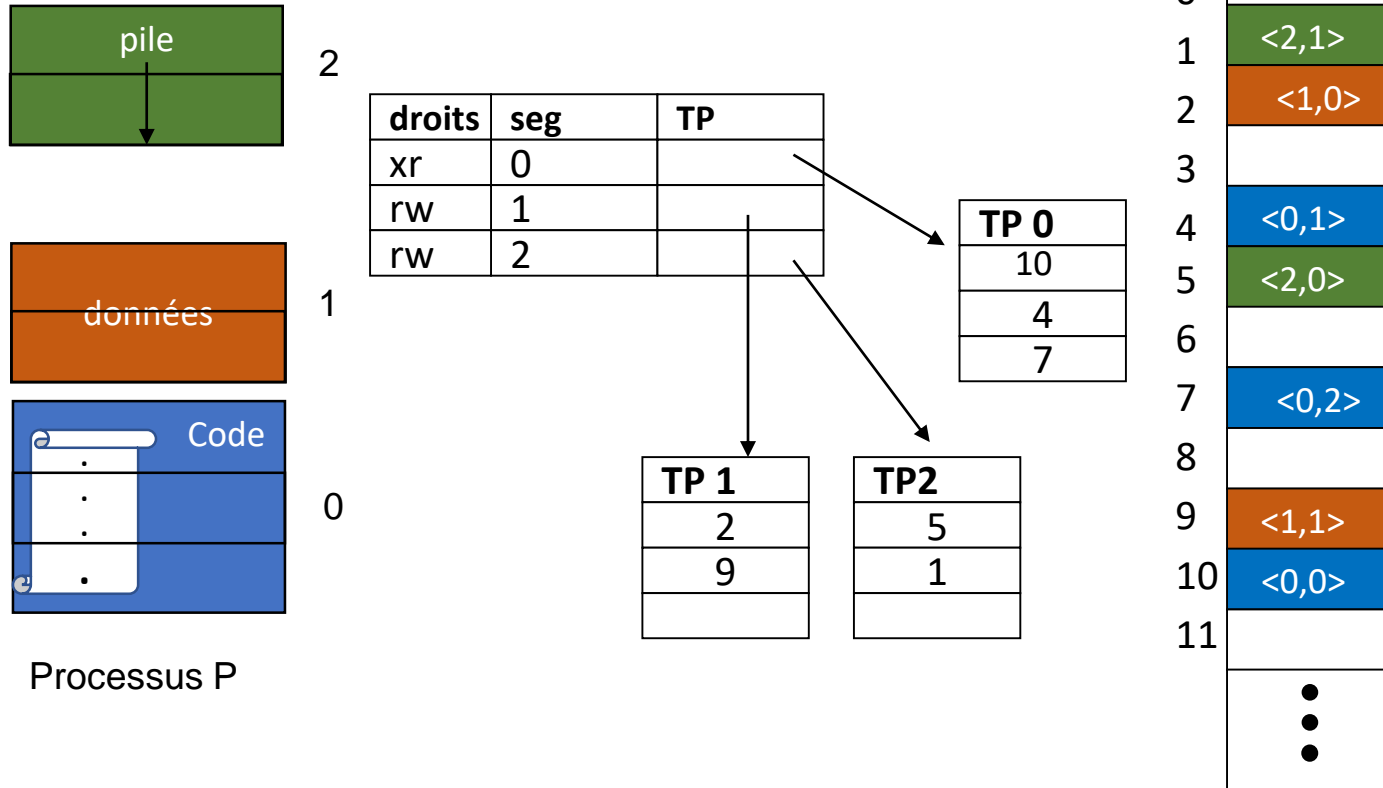 pile
2
données
1
Code
0
Processus P
droits seg TP
xr 0
rw 1
rw 2
TP 0
10
4
7
TP 1
2
9
TP2
5
1
1 <2,1>
2 <1,0>
3
4 <0,1>
5 <2,0>
6
7 <0,2>
8
9 <1,1>
10 <0,0>
11